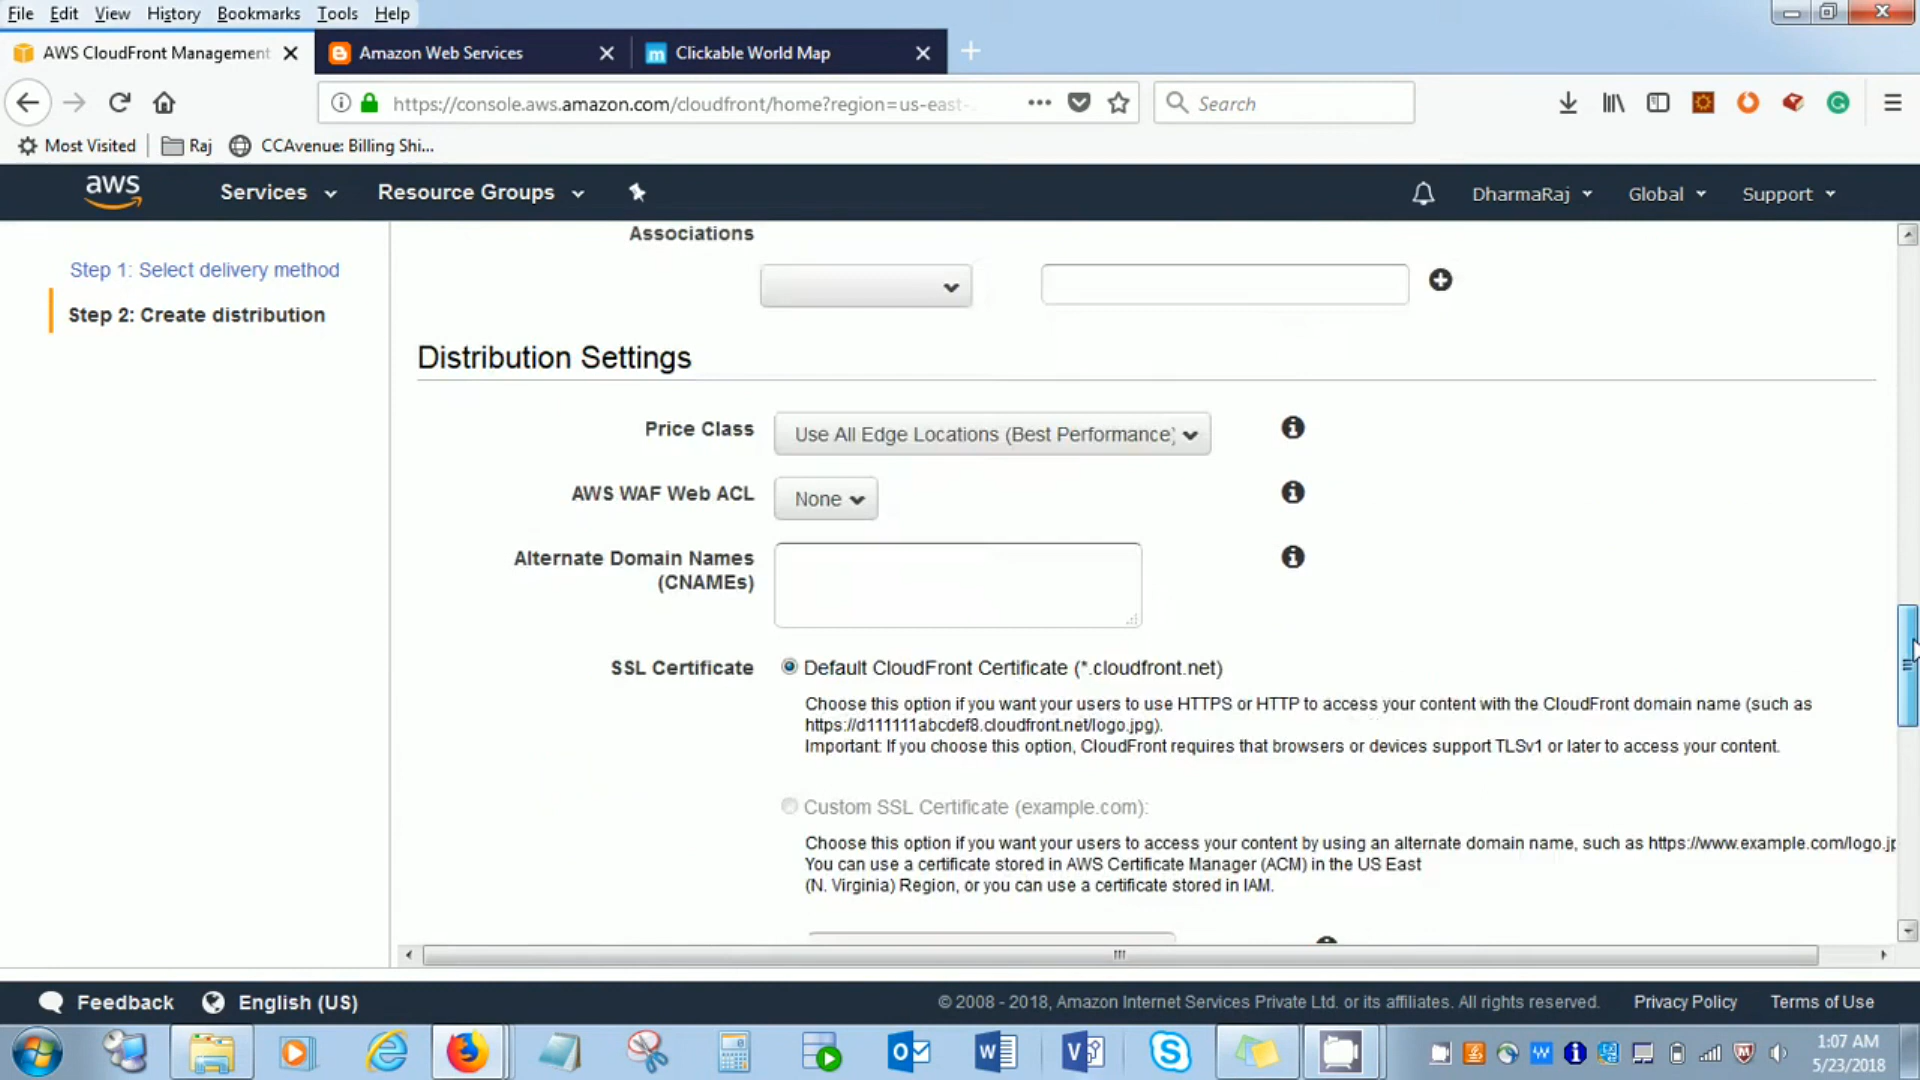 File Edit View History Bookmarks Tools Help
AWS CloudFront Management
Amazon Web Services
Clickable World Map
https://console.aws.amazon.com/cloudfront/home?region=us-east-
Search
Most Visited
Raj
CCAvenue: Billing Shi...
aws
Services
Resource Groups
DharmaRaj
Global
Support
Step 1: Select delivery method
Step 2: Create distribution
Associations
Distribution Settings
Price Class
Use All Edge Locations (Best Performance)
AWS WAF Web ACL
None
Alternate Domain Names
(CNAMEs)
SSL Certificate
Default CloudFront Certificate (*.cloudfront.net)
Choose this option if you want your users to use HTTPS or HTTP to access your content with the CloudFront domain name (such as
https://d111111abcdef8.cloudfront.net/logo.jpg).
Important: If you choose this option, CloudFront requires that browsers or devices support TLSv1 or later to access your content.
Custom SSL Certificate (example.com):
Choose this option if you want your users to access your content by using an alternate domain name, such as https://www.example.com/logo.jp
You can use a certificate stored in AWS Certificate Manager (ACM) in the US East
(N. Virginia) Region, or you can use a certificate stored in IAM.
Feedback
English (US)
© 2008 - 2018, Amazon Internet Services Private Ltd. or its affiliates. All rights reserved.
Privacy Policy
Terms of Use
1:07 AM
5/23/2018